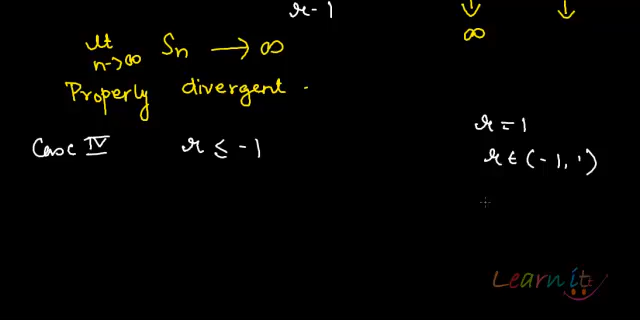 r - 1
∞
lt n→∞ Sn → ∞
Properly divergent .
r = 1
Case IV r ≤ -1
r ∈ (-1, 1)
Learnit